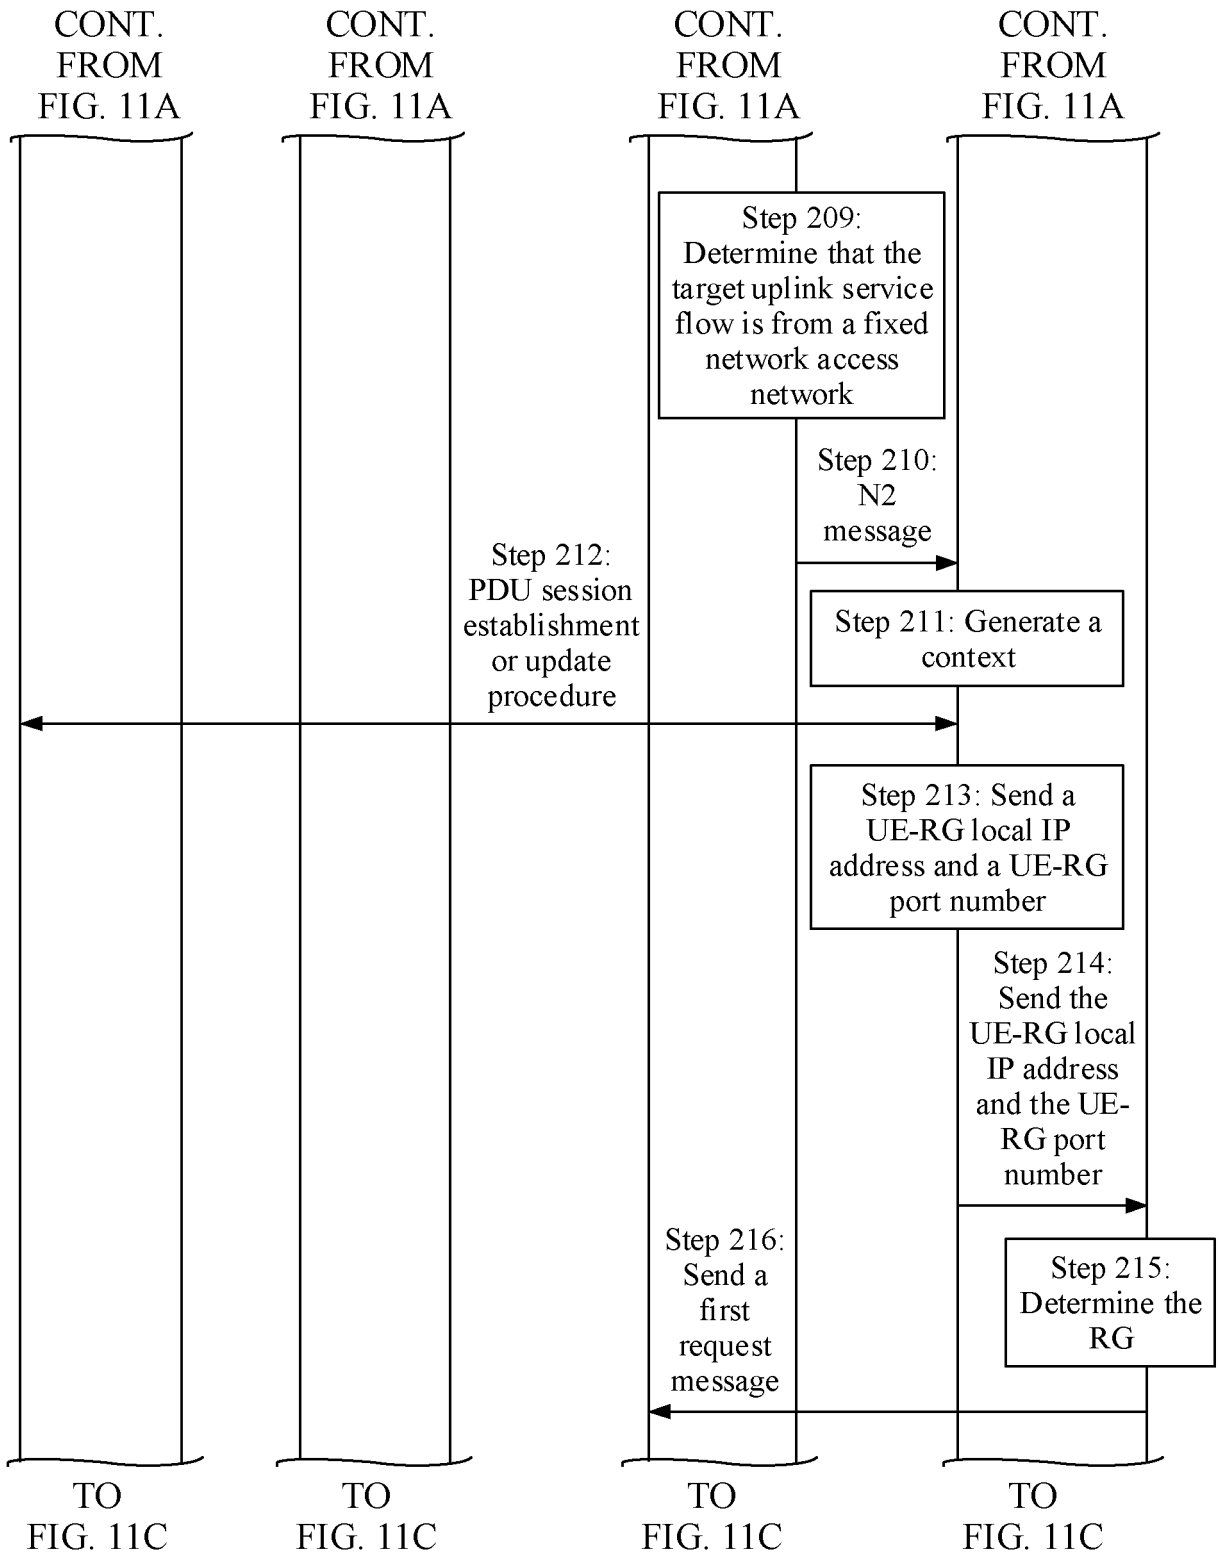 CONT.
FROM
FIG. 11A
CONT.
FROM
FIG. 11A
CONT.
FROM
FIG. 11A
CONT.
FROM
FIG. 11A
Step 209:
Determine that the
target uplink service
flow is from a fixed
network access
network
Step 210:
N2
message
Step 211: Generate a
context
Step 212:
PDU session
establishment
or update
procedure
Step 213: Send a
UE-RG local IP
address and a UE-RG
port number
Step 214:
Send the
UE-RG local
IP address
and the UE-
RG port
number
Step 215:
Determine the
RG
Step 216:
Send a
first
request
message
TO
FIG. 11C
TO
FIG. 11C
TO
FIG. 11C
TO
FIG. 11C